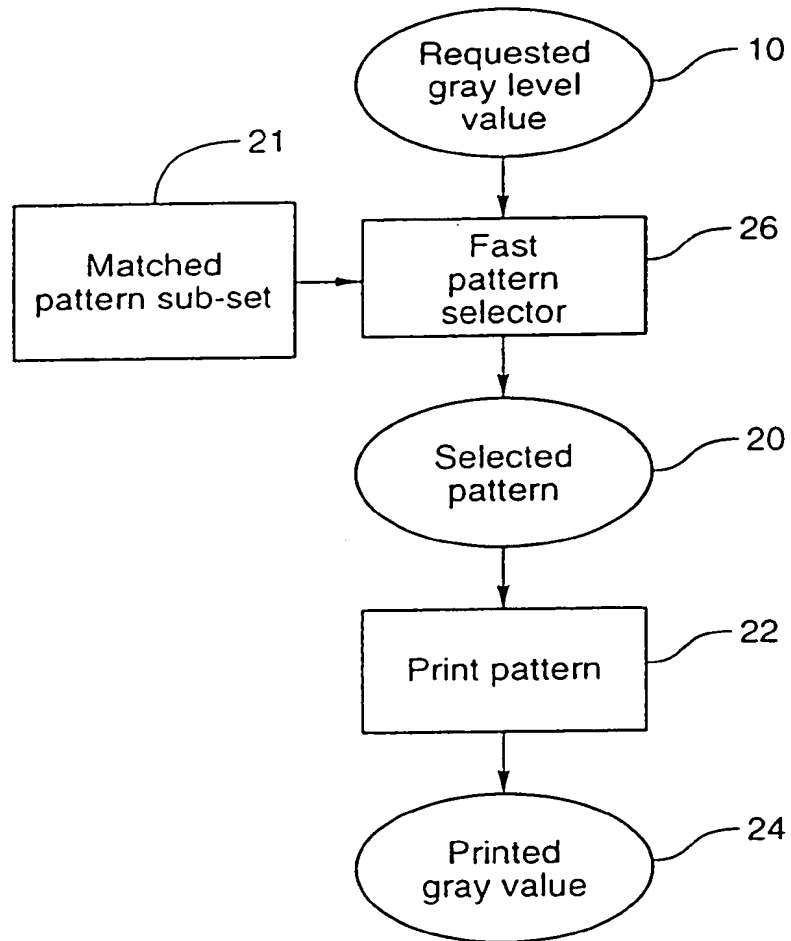 Requested
gray level
value
10
21
Matched
pattern sub-set
Fast
pattern
selector
26
Selected
pattern
20
Print pattern
22
Printed
gray value
24